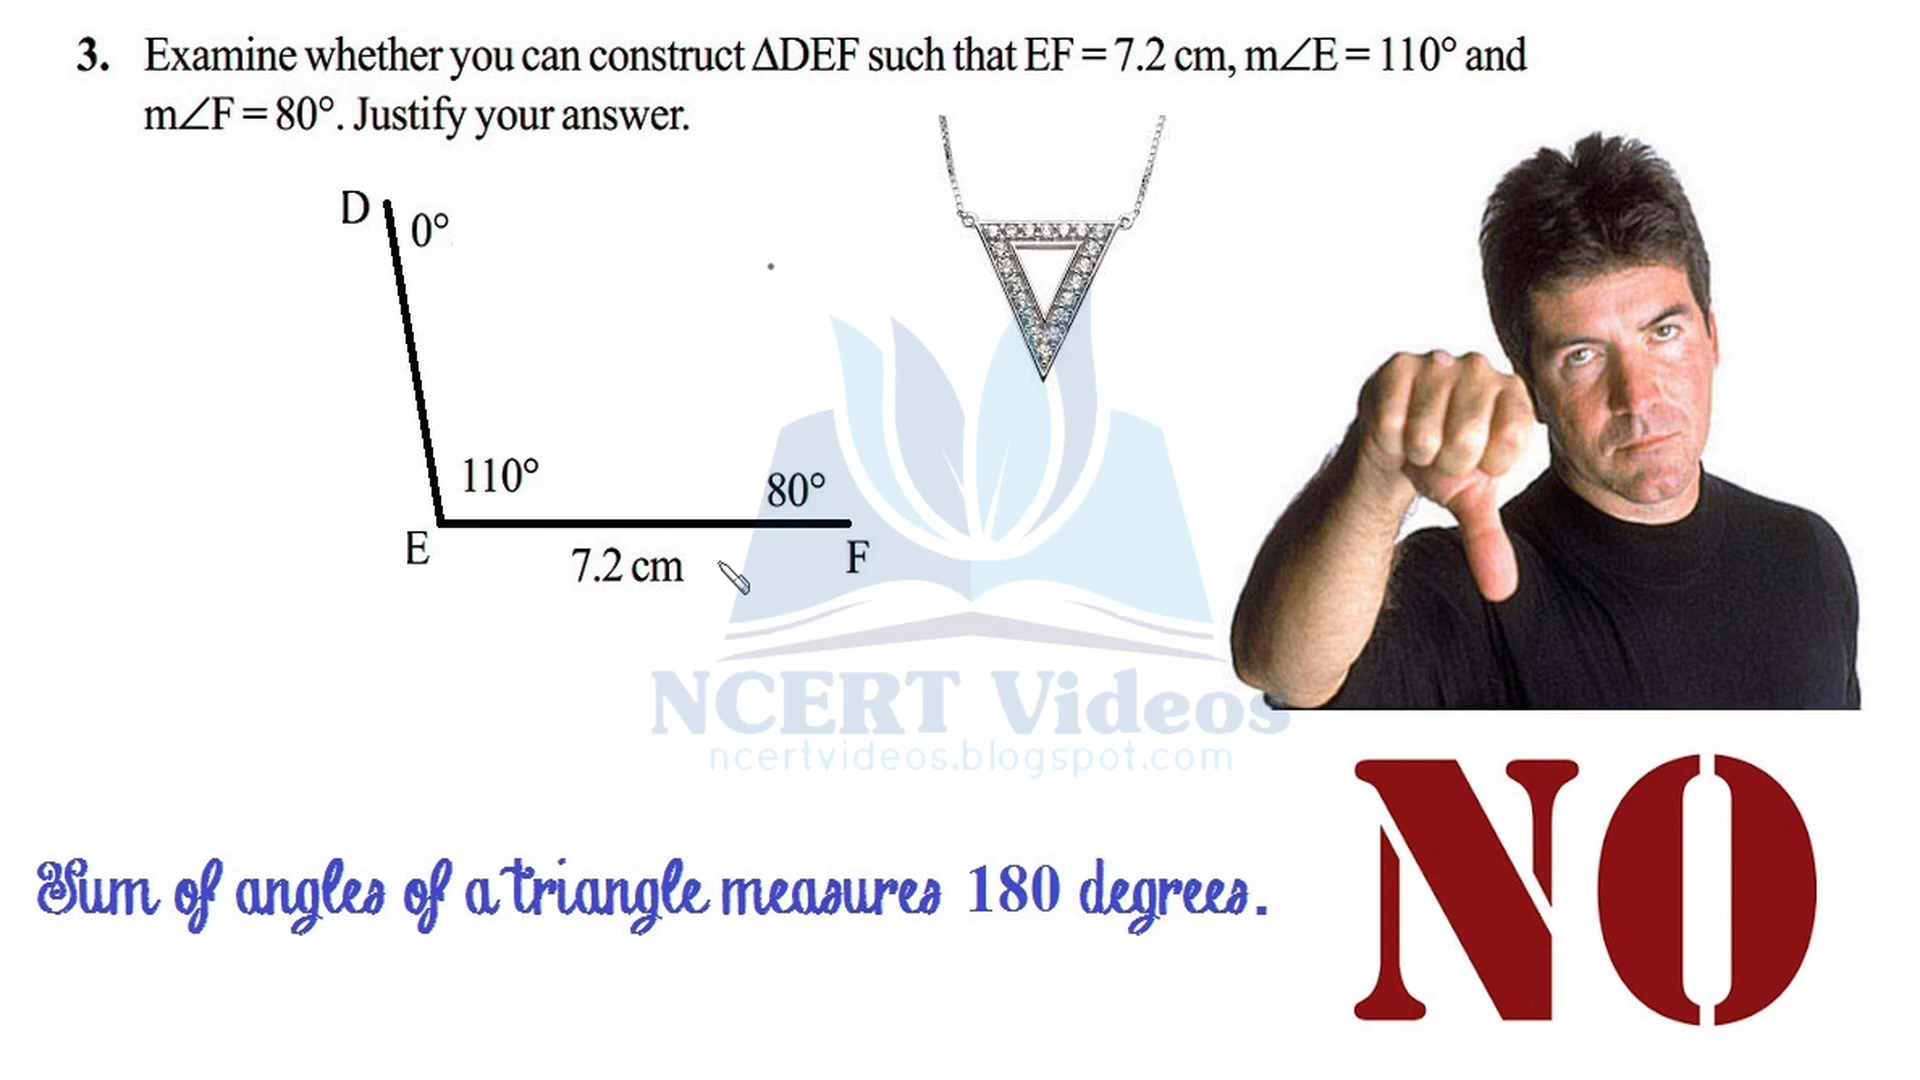 3. Examine whether you can construct ΔDEF such that EF = 7.2 cm, m∠E = 110° and
m∠F = 80°. Justify your answer.
D
0°
110°
80°
E
7.2 cm
F
NCERT Videos
ncertvideos.blogspot.com
Sum of angles of a triangle measures 180 degrees.
NO